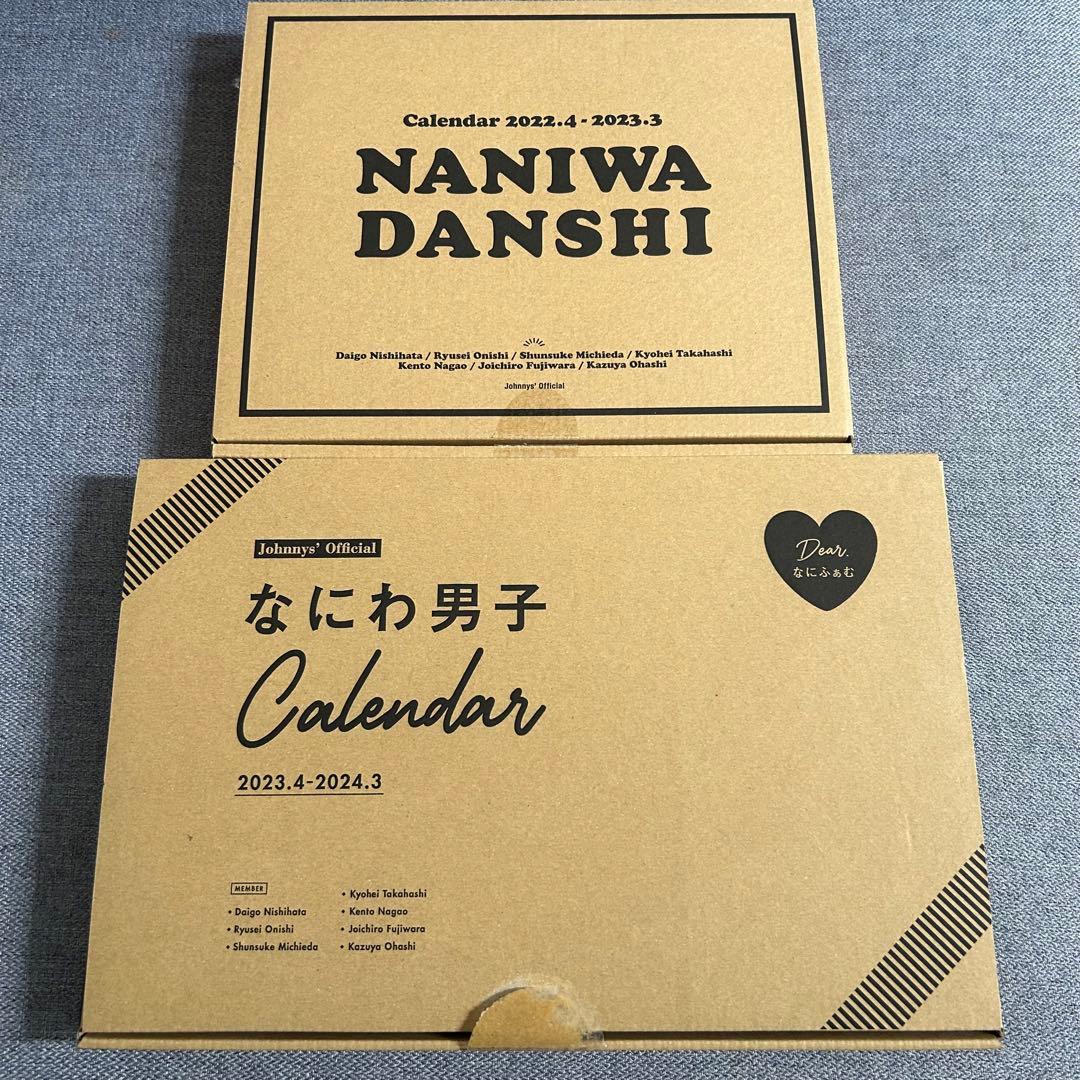 Calendar 2022.4-2023.3
NANIWA
DANSHI
Daigo Nishihata / Ryusei Onishi / Shunsuke Michieda / Kyohei Takahashi
Kento Nagao / Joichiro Fujiwara / Kazuya Ohashi
Johnnys' Official
Johnnys' Official
なにわ男子
Calendar
2023.4-2024.3
Dear.
なにふぁむ
MEMBER
• Daigo Nishihata
• Ryusei Onishi
• Shunsuke Michieda
• Kyohei Takahashi
• Kento Nagao
• Joichiro Fujiwara
• Kazuya Ohashi